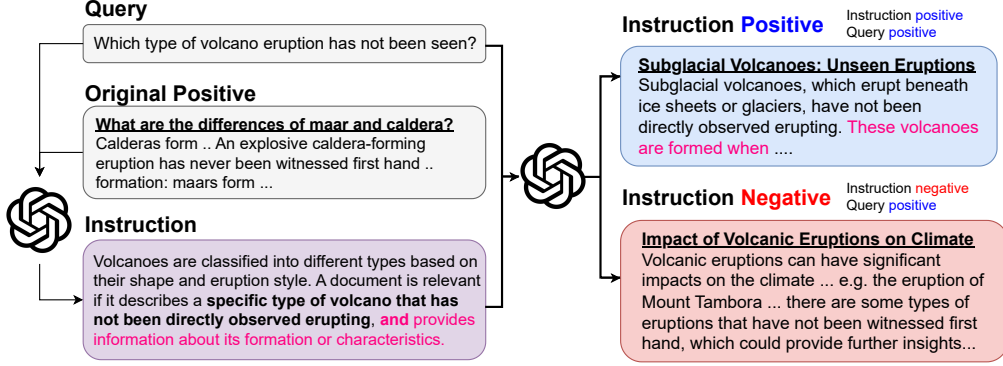 Query
Which type of volcano eruption has not been seen?
Original Positive
What are the differences of maar and caldera?
Calderas form .. An explosive caldera-forming
eruption has never been witnessed first hand ..
formation: maars form ...
Instruction
Volcanoes are classified into different types based on
their shape and eruption style. A document is relevant
if it describes a specific type of volcano that has
not been directly observed erupting, and provides
information about its formation or characteristics.
Instruction Positive
Instruction positive
Query positive
Subglacial Volcanoes: Unseen Eruptions
Subglacial volcanoes, which erupt beneath
ice sheets or glaciers, have not been
directly observed erupting. These volcanoes
are formed when ....
Instruction Negative
Instruction negative
Query positive
Impact of Volcanic Eruptions on Climate
Volcanic eruptions can have significant
impacts on the climate ... e.g. the eruption of
Mount Tambora ... there are some types of
eruptions that have not been witnessed first
hand, which could provide further insights...